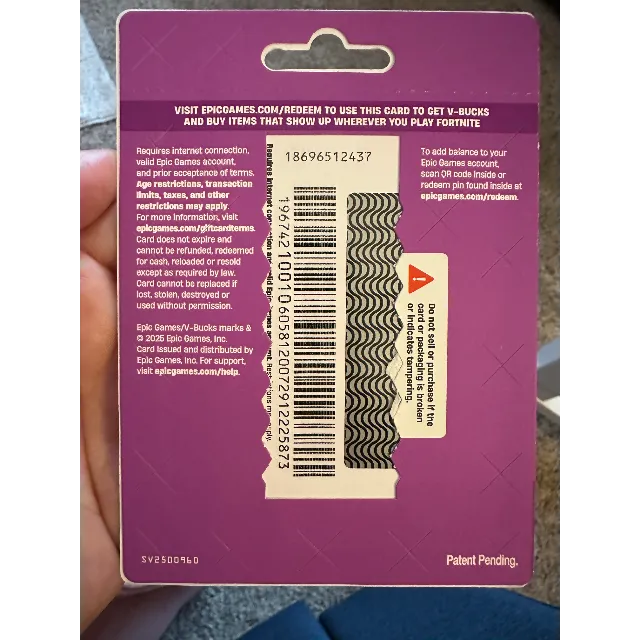 VISIT EPICGAMES.COM/REDEEM TO USE THIS CARD TO GET V-BUCKS
AND BUY ITEMS THAT SHOW UP WHEREVER YOU PLAY FORTNITE
Requires internet connection,
valid Epic Games account,
and prior acceptance of terms.
Age restrictions, transaction
limits, taxes, and other
restrictions may apply.
For more information, visit
epicgames.com/giftcardterms.
Card does not expire and
cannot be refunded, redeemed
for cash, reloaded or resold
except as required by law.
Card cannot be replaced if
lost, stolen, destroyed or
used without permission.
Epic Games/V-Bucks marks &
© 2025 Epic Games, Inc.
Card issued and distributed by
Epic Games, Inc. For support,
visit epicgames.com/help.
18696512437
Requires internet
196742100106058120072912225873
To add balance to your
Epic Games account,
scan QR code inside or
redeem pin found inside at
epicgames.com/redeem.
Do not sell or purchase if the
card or packaging is broken
or indicates tampering.
SV2500960
Patent Pending.